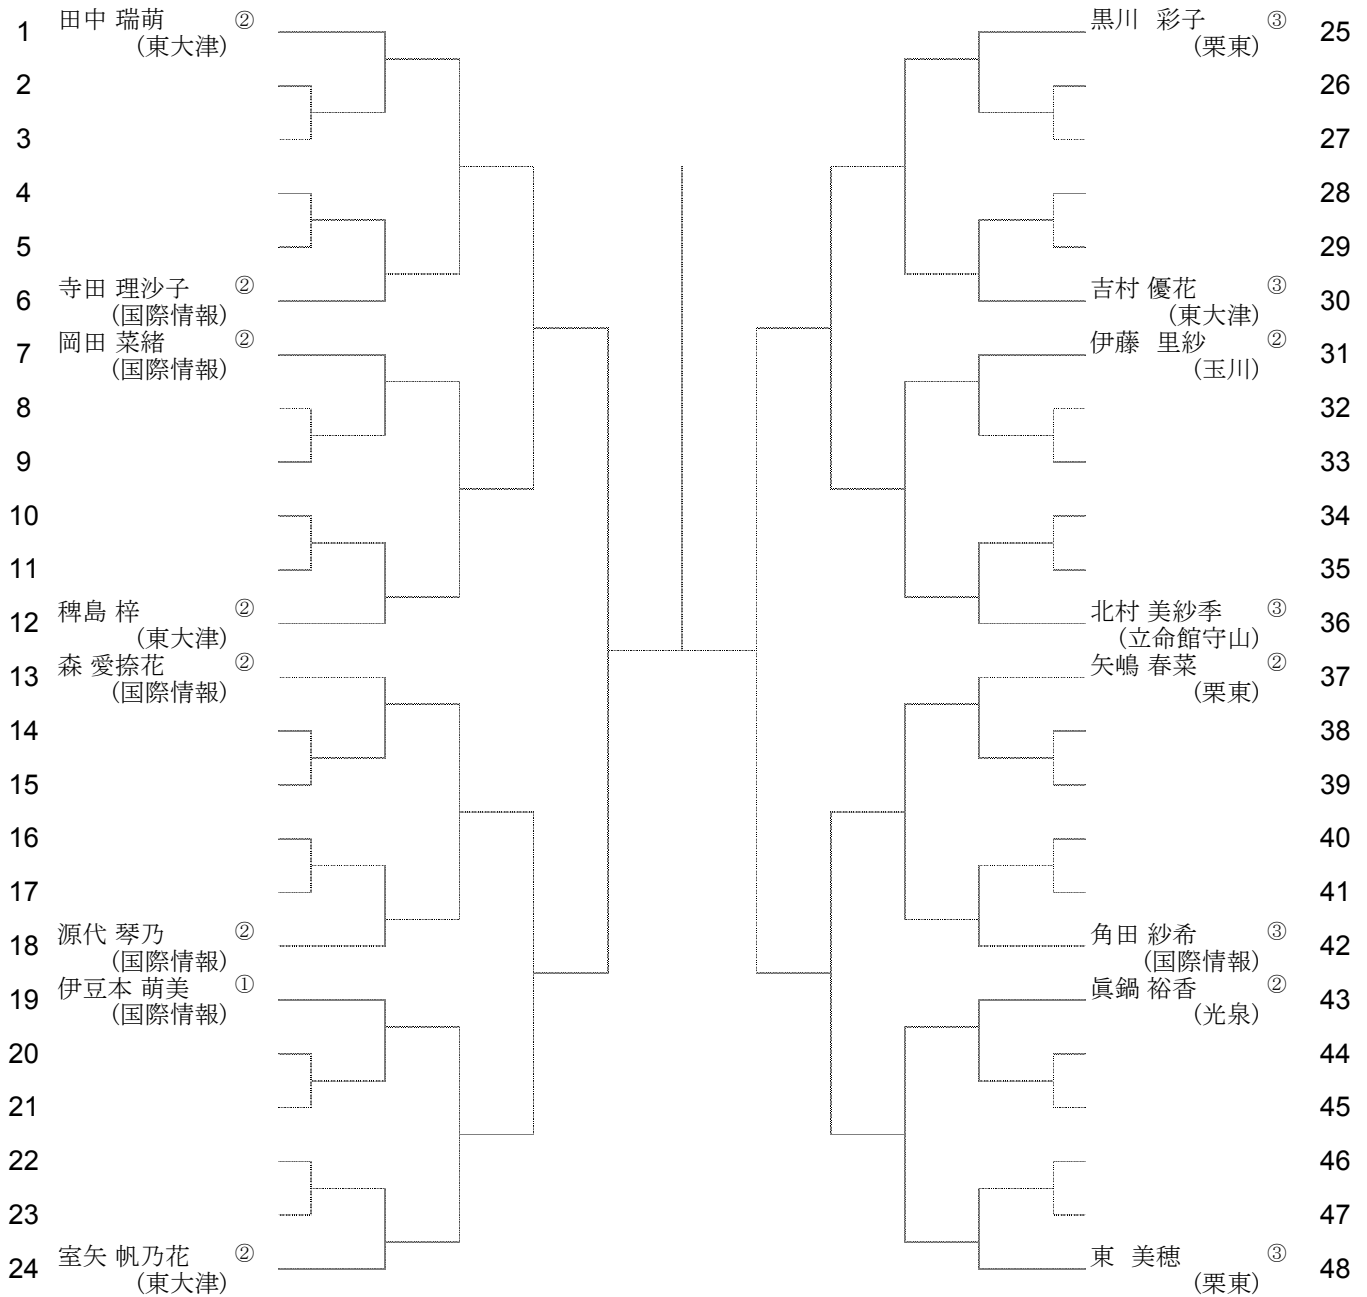 1 田中 瑞萌 ②
(東大津)
2
3
4
5
6 寺田 理沙子 ②
(国際情報)
7 岡田 菜緒 ②
(国際情報)
8
9
10
11
12 稗島 梓 ②
(東大津)
13 森 愛捺花 ②
(国際情報)
14
15
16
17
18 源代 琴乃 ②
(国際情報)
19 伊豆本 萌美 ①
(国際情報)
20
21
22
23
24 室矢 帆乃花 ②
(東大津)
黒川 彩子 ③ 25
(栗東)
26
27
28
29
吉村 優花 ③ 30
(東大津)
伊藤 里紗 ② 31
(玉川)
32
33
34
35
北村 美紗季 ③ 36
(立命館守山)
矢嶋 春菜 ② 37
(栗東)
38
39
40
41
角田 紗希 ③ 42
(国際情報)
眞鍋 裕香 ② 43
(光泉)
44
45
46
47
東 美穂 ③ 48
(栗東)